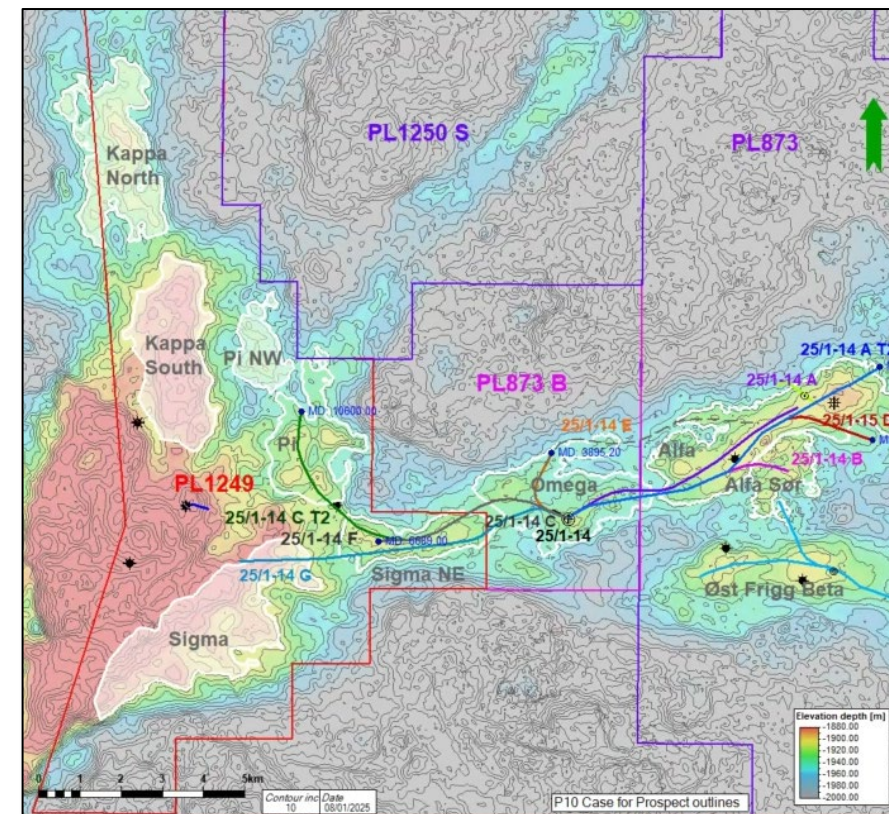 PL1250 S
PL873
Kappa
North
Kappa
South
Pi NW
25/1-14 A T2
PL873 B
25/1-14 A
MD: 10600.00
25/1-14 E
25/1-15 D
Pi
MD: 3895.20
Alfa
25/1-14 B
PL1249
Omega
Alfa Sør
25/1-14 C T2
25/1-14 C
25/1-14
25/1-14 F
MD: 6689.00
25/1-14 G
Sigma NE
Øst Frigg Beta
Sigma
Elevation depth [m]
-1880.00
-1900.00
-1920.00
-1940.00
-1960.00
-1980.00
-2000.00
0 1 2 3 4 5km
Contour inc
10
Date
08/01/2025
P10 Case for Prospect outlines